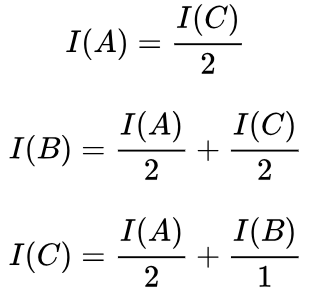 I(A) = I(C)/2
I(B) = I(A)/2 + I(C)/2
I(C) = I(A)/2 + I(B)/1